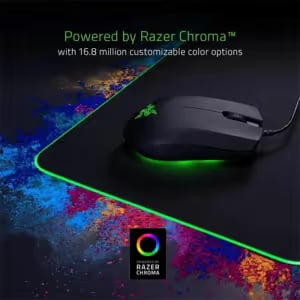 Powered by Razer Chroma™
with 16.8 million customizable color options
POWERED BY
RAZER
CHROMA